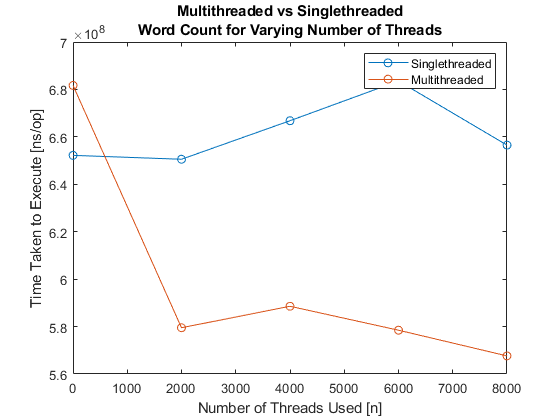 Multithreaded vs Singlethreaded
Word Count for Varying Number of Threads
×10⁸
7
6.8
6.6
6.4
6.2
6
5.8
5.6
Time Taken to Execute [ns/op]
Singlethreaded
Multithreaded
0 1000 2000 3000 4000 5000 6000 7000 8000
Number of Threads Used [n]